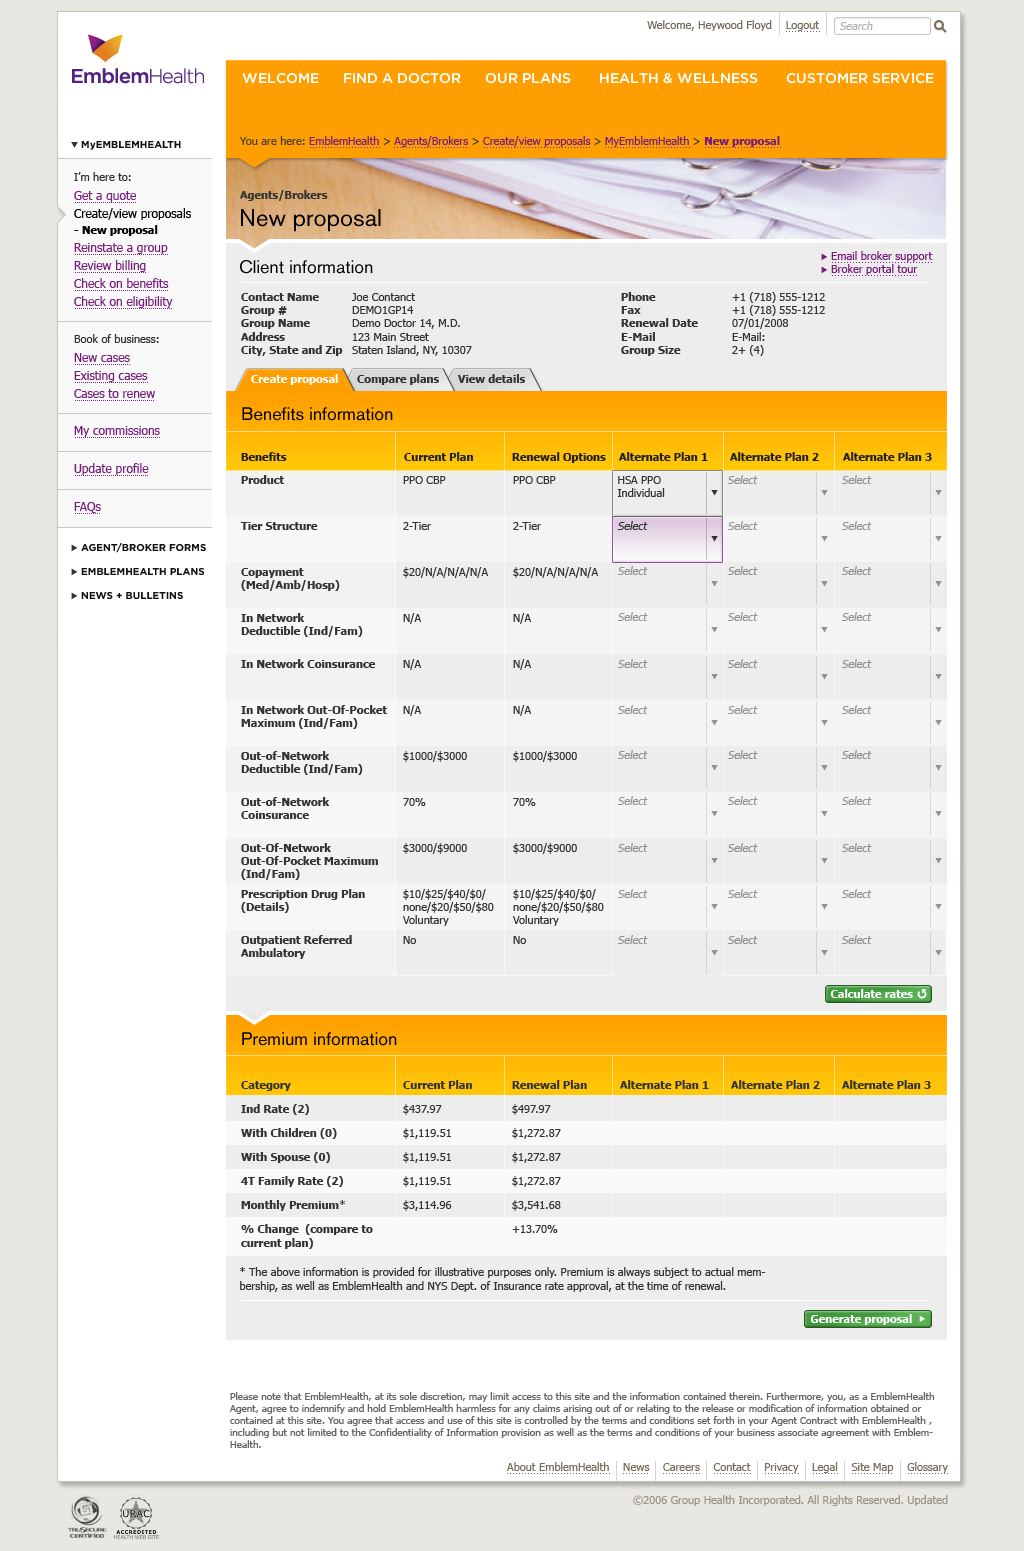 Welcome, Heywood Floyd
Logout
Search
EmblemHealth
WELCOME FIND A DOCTOR OUR PLANS HEALTH & WELLNESS CUSTOMER SERVICE
You are here: EmblemHealth > Agents/Brokers > Create/view proposals > MyEmblemHealth > New proposal
MyEMBLEMHEALTH
I'm here to:
Get a quote
Create/view proposals
- New proposal
Reinstate a group
Review billing
Check on benefits
Check on eligibility
Book of business:
New cases
Existing cases
Cases to renew
My commissions
Update profile
FAQs
AGENT/BROKER FORMS
EMBLEMHEALTH PLANS
NEWS + BULLETINS
Agents/Brokers
New proposal
Client information
Email broker support
Broker portal tour
Contact Name Joe Contanct Phone +1 (718) 555-1212
Group # DEMO1GP14 Fax +1 (718) 555-1212
Group Name Demo Doctor 14, M.D. Renewal Date 07/01/2008
Address 123 Main Street E-Mail E-Mail:
City, State and Zip Staten Island, NY, 10307 Group Size 2+ (4)
Create proposal Compare plans View details
Benefits information
Benefits Current Plan Renewal Options Alternate Plan 1 Alternate Plan 2 Alternate Plan 3
Product PPO CBP PPO CBP HSA PPO Select Select
Individual
Tier Structure 2-Tier 2-Tier Select Select Select
Copayment $20/N/A/N/A/N/A $20/N/A/N/A/N/A Select Select Select
(Med/Amb/Hosp)
In Network N/A N/A Select Select Select
Deductible (Ind/Fam)
In Network Coinsurance N/A N/A Select Select Select
In Network Out-Of-Pocket N/A N/A Select Select Select
Maximum (Ind/Fam)
Out-of-Network $1000/$3000 $1000/$3000 Select Select Select
Deductible (Ind/Fam)
Out-of-Network 70% 70% Select Select Select
Coinsurance
Out-Of-Network $3000/$9000 $3000/$9000 Select Select Select
Out-Of-Pocket Maximum
(Ind/Fam)
Prescription Drug Plan $10/$25/$40/$0/ $10/$25/$40/$0/ Select Select Select
(Details) none/$20/$50/$80 none/$20/$50/$80
Voluntary Voluntary
Outpatient Referred No No Select Select Select
Ambulatory
Calculate rates
Premium information
Category Current Plan Renewal Plan Alternate Plan 1 Alternate Plan 2 Alternate Plan 3
Ind Rate (2) $437.97 $497.97
With Children (0) $1,119.51 $1,272.87
With Spouse (0) $1,119.51 $1,272.87
4T Family Rate (2) $1,119.51 $1,272.87
Monthly Premium* $3,114.96 $3,541.68
% Change (compare to +13.70%
current plan)
* The above information is provided for illustrative purposes only. Premium is always subject to actual mem-
bership, as well as EmblemHealth and NYS Dept. of Insurance rate approval, at the time of renewal.
Generate proposal
Please note that EmblemHealth, at its sole discretion, may limit access to this site and the information contained therein. Furthermore, you, as a EmblemHealth
Agent, agree to indemnify and hold EmblemHealth harmless for any claims arising out of or relating to the release or modification of information obtained or
contained at this site. You agree that access and use of this site is controlled by the terms and conditions set forth in your Agent Contract with EmblemHealth ,
including but not limited to the Confidentiality of Information provision as well as the terms and conditions of your business associate agreement with Emblem-
Health.
About EmblemHealth News Careers Contact Privacy Legal Site Map Glossary
©2006 Group Health Incorporated. All Rights Reserved. Updated
TRUSECURE
CERTIFIED
URAC
ACCREDITED
HEALTH WEB SITE